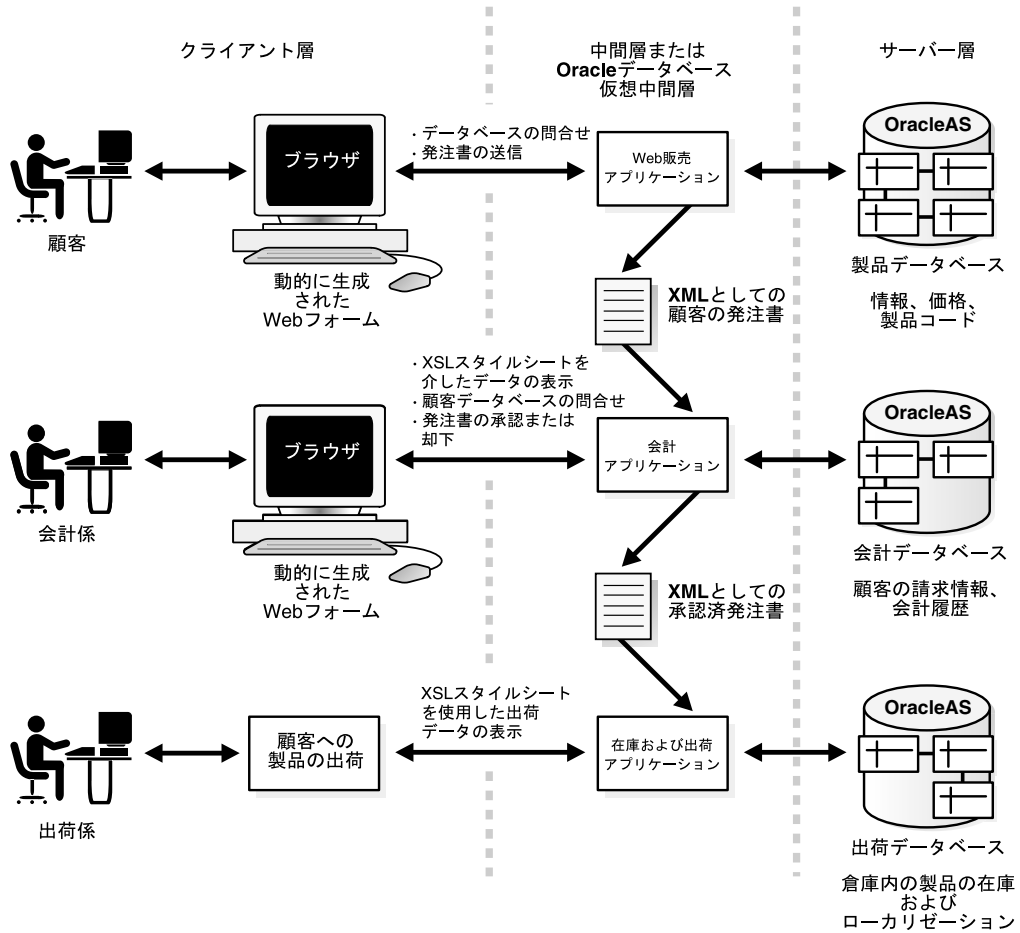 クライアント層
中間層または
Oracleデータベース
仮想中間層
サーバー層
顧客
ブラウザ
動的に生成
された
Webフォーム
・データベースの問合せ
・発注書の送信
Web販売
アプリケーション
OracleAS
製品データベース
情報、価格、
製品コード
XMLとしての
顧客の発注書
会計係
ブラウザ
動的に生成
された
Webフォーム
・XSLスタイルシートを
介したデータの表示
・顧客データベースの問合せ
・発注書の承認または
却下
会計
アプリケーション
OracleAS
会計データベース
顧客の請求情報、
会計履歴
XMLとしての
承認済発注書
出荷係
顧客への
製品の出荷
XSLスタイルシート
を使用した出荷
データの表示
在庫および出荷
アプリケーション
OracleAS
出荷データベース
倉庫内の製品の在庫
および
ローカリゼーション